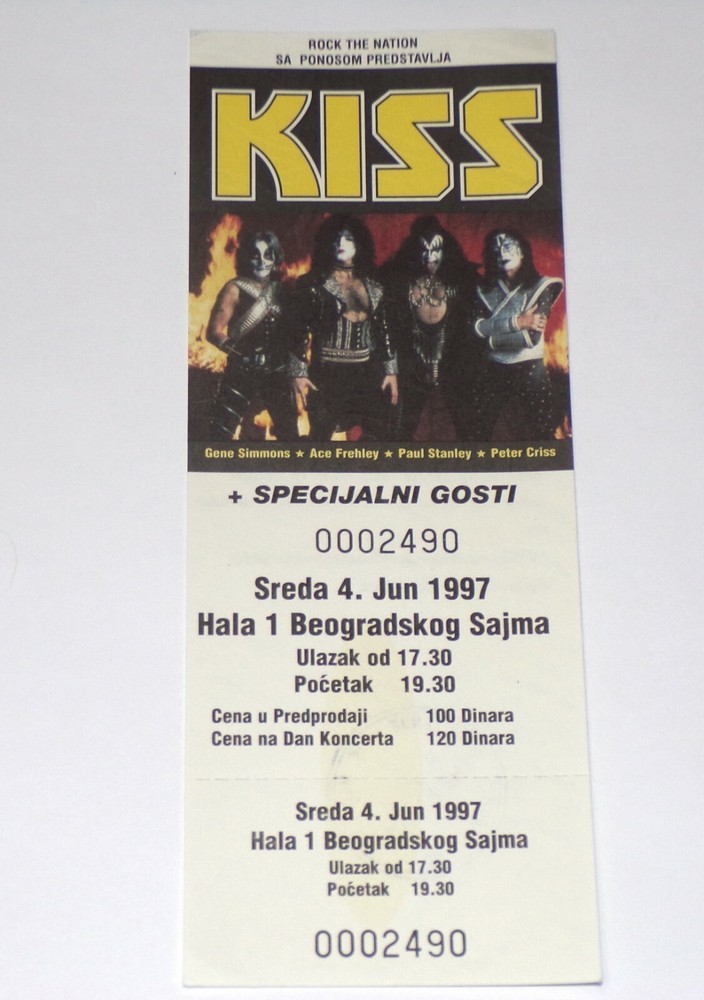 ROCK THE NATION
SA PONOSOM PREDSTAVLJA
KISS
Gene Simmons ★ Ace Frehley ★ Paul Stanley ★ Peter Criss
+ SPECIJALNI GOSTI
0002490
Sreda 4. Jun 1997
Hala 1 Beogradskog Sajma
Ulazak od 17.30
Poćetak 19.30
Cena u Predprodaji 100 Dinara
Cena na Dan Koncerta 120 Dinara
Sreda 4. Jun 1997
Hala 1 Beogradskog Sajma
Ulazak od 17.30
Poćetak 19.30
0002490